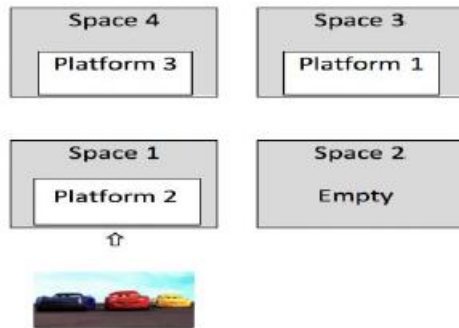 Space 4
Platform 3
Space 3
Platform 1
Space 1
Platform 2
Space 2
Empty